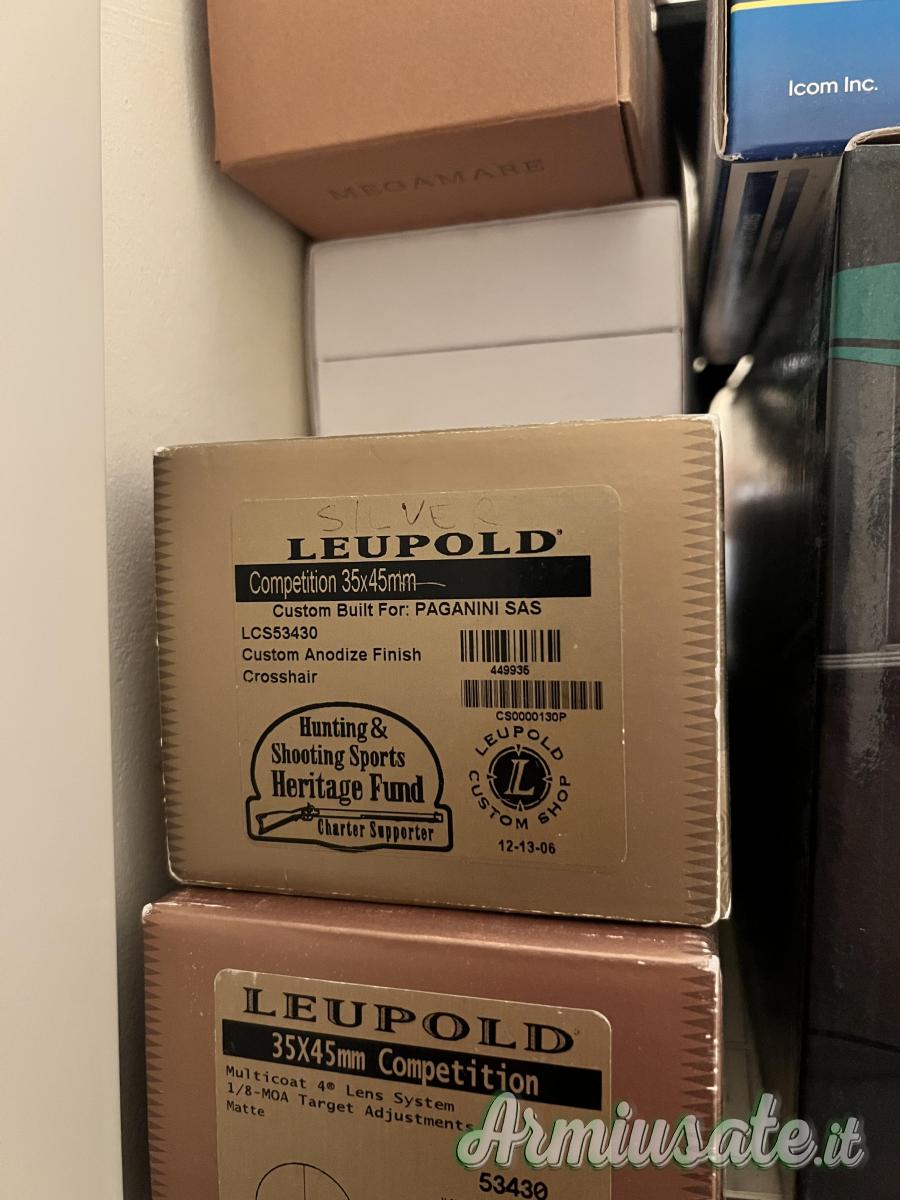 Icom Inc.
MEGAMARE
SILVER
LEUPOLD®
Competition 35x45mm
Custom Built For: PAGANINI SAS
LCS53430
Custom Anodize Finish
Crosshair
449935
CS0000130P
Hunting &
Shooting Sports
Heritage Fund
Charter Supporter
LEUPOLD
L
CUSTOM SHOP
12-13-06
LEUPOLD®
35X45mm Competition
Multicoat 4® Lens System
1/8-MOA Target Adjustments
Matte
53430
Armiusate.it